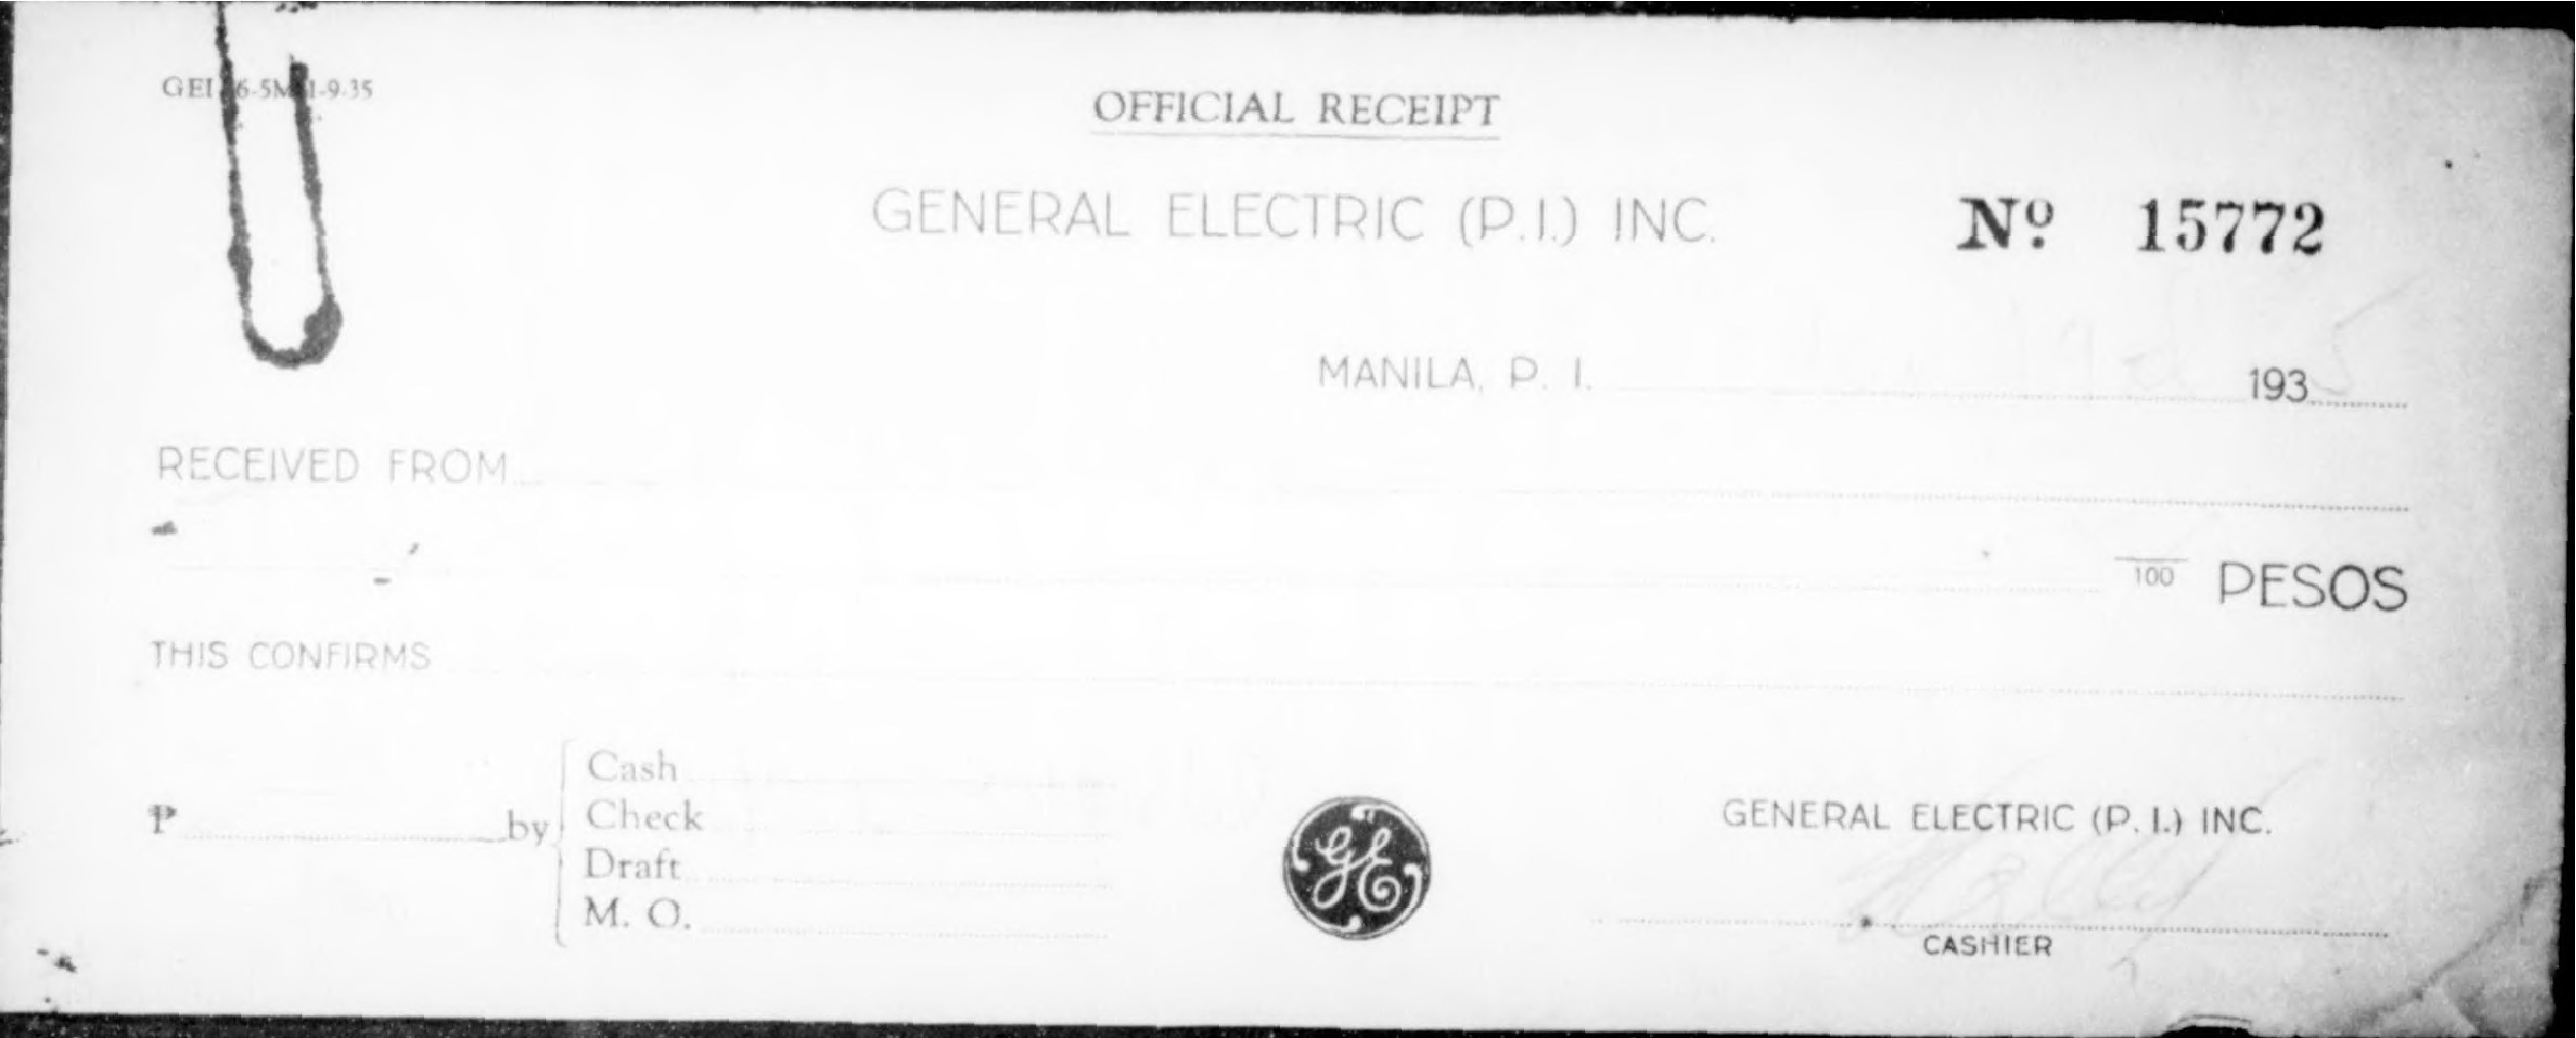 OFFICIAL RECEIPT
GENERAL ELECTRIC (P.I.) INC.
Nº 15772
MANILA, P. I. 1935
RECEIVED FROM
100 PESOS
THIS CONFIRMS
₱ by
Cash
Check
Draft
M. O.
GE
GENERAL ELECTRIC (P. I.) INC.
CASHIER